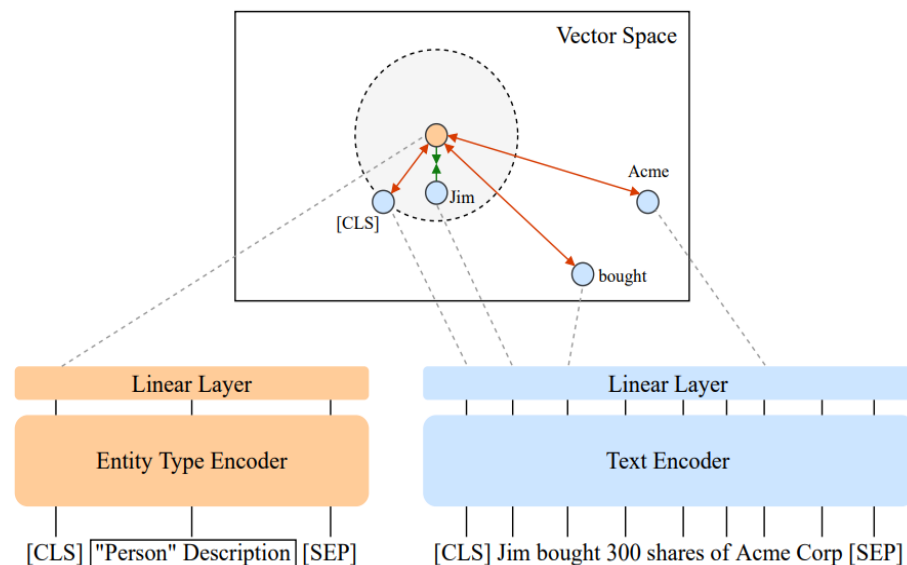 Vector Space
Acme
Jim
[CLS]
bought
Linear Layer
Linear Layer
Entity Type Encoder
Text Encoder
[CLS] "Person" Description [SEP]
[CLS] Jim bought 300 shares of Acme Corp [SEP]